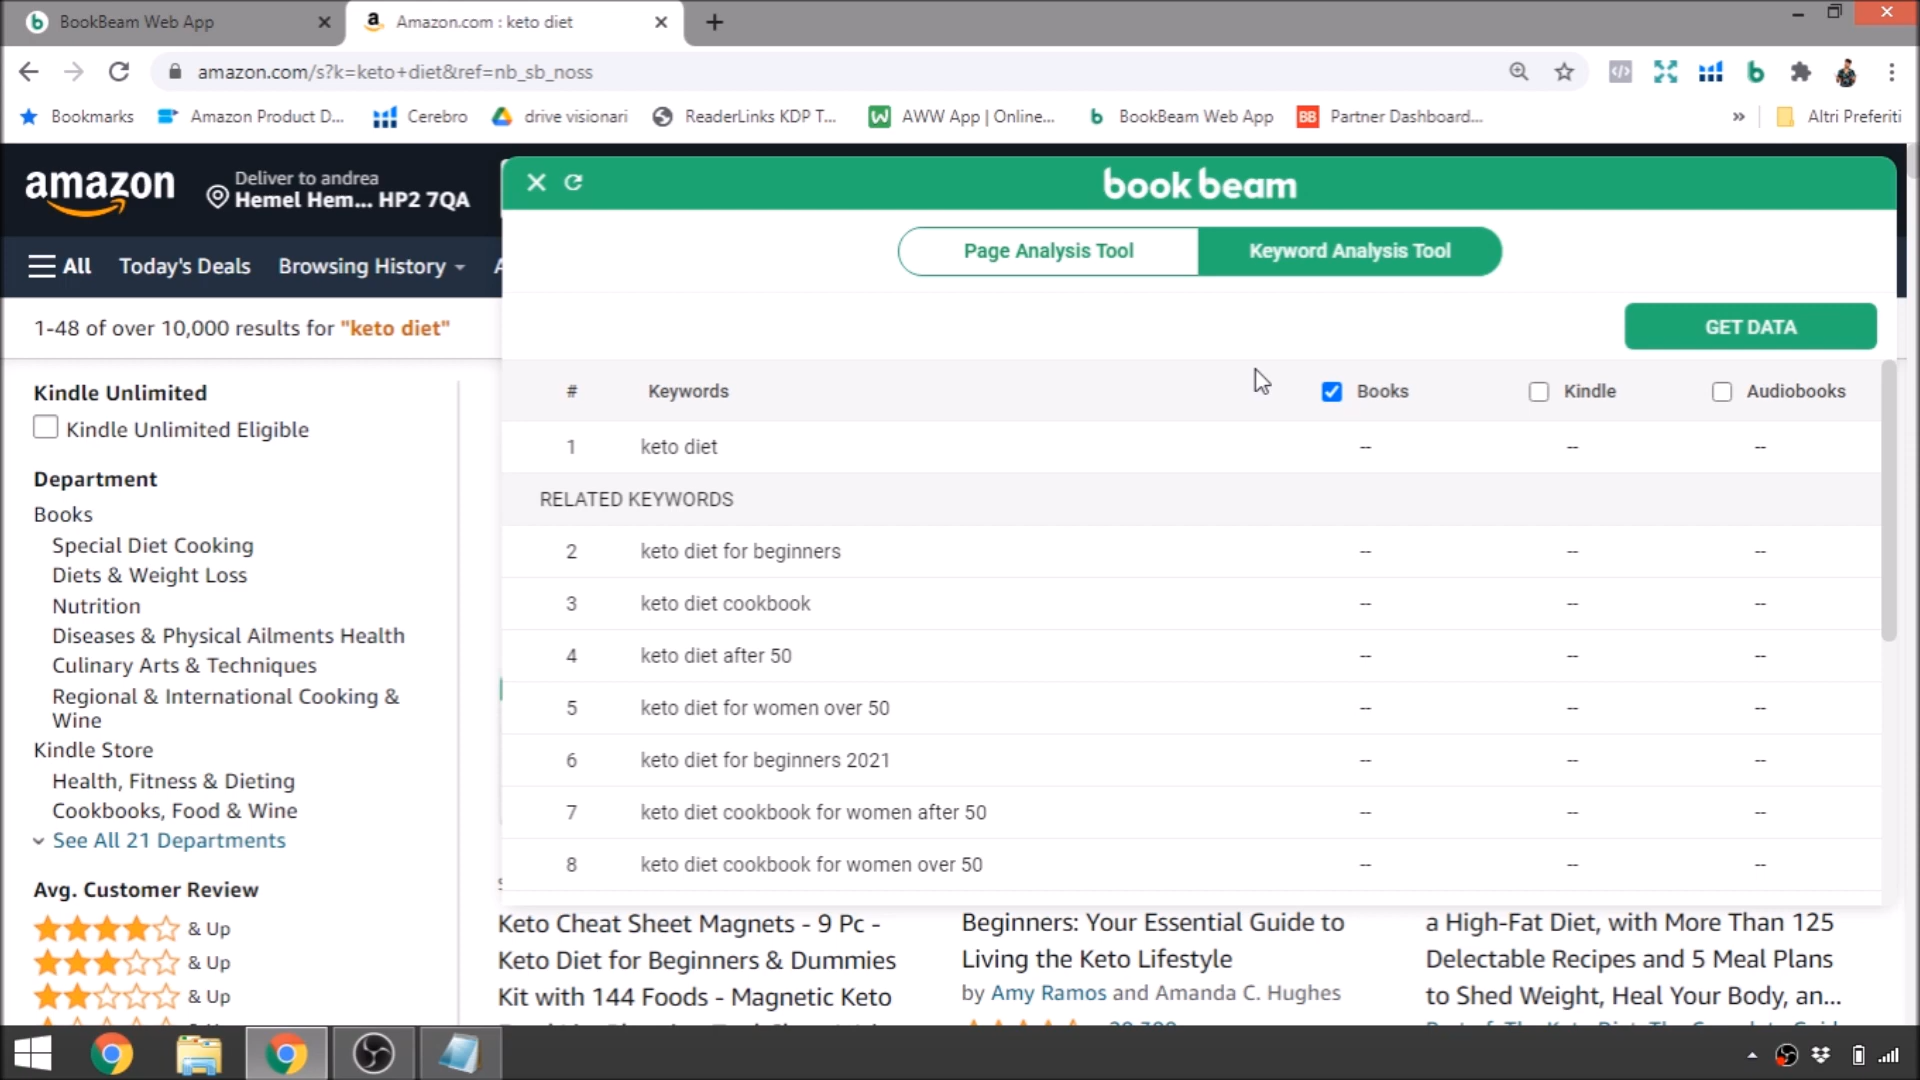 BookBeam Web App
Amazon.com : keto diet
amazon.com/s?k=keto+diet&ref=nb_sb_noss
Bookmarks
Amazon Product D...
Cerebro
drive visionari
ReaderLinks KDP T...
AWW App | Online...
BookBeam Web App
BB
Partner Dashboard...
»
Altri Preferiti
amazon
Deliver to andrea
Hemel Hem... HP2 7QA
All
Today's Deals
Browsing History
1-48 of over 10,000 results for "keto diet"
Kindle Unlimited
Kindle Unlimited Eligible
Department
Books
Special Diet Cooking
Diets & Weight Loss
Nutrition
Diseases & Physical Ailments Health
Culinary Arts & Techniques
Regional & International Cooking &
Wine
Kindle Store
Health, Fitness & Dieting
Cookbooks, Food & Wine
See All 21 Departments
Avg. Customer Review
& Up
& Up
& Up
book beam
Page Analysis Tool
Keyword Analysis Tool
GET DATA
# Keywords Books Kindle Audiobooks
1 keto diet -- -- --
RELATED KEYWORDS
2 keto diet for beginners -- -- --
3 keto diet cookbook -- -- --
4 keto diet after 50 -- -- --
5 keto diet for women over 50 -- -- --
6 keto diet for beginners 2021 -- -- --
7 keto diet cookbook for women after 50 -- -- --
8 keto diet cookbook for women over 50 -- -- --
Keto Cheat Sheet Magnets - 9 Pc -
Keto Diet for Beginners & Dummies
Kit with 144 Foods - Magnetic Keto
Beginners: Your Essential Guide to
Living the Keto Lifestyle
by Amy Ramos and Amanda C. Hughes
a High-Fat Diet, with More Than 125
Delectable Recipes and 5 Meal Plans
to Shed Weight, Heal Your Body, an...